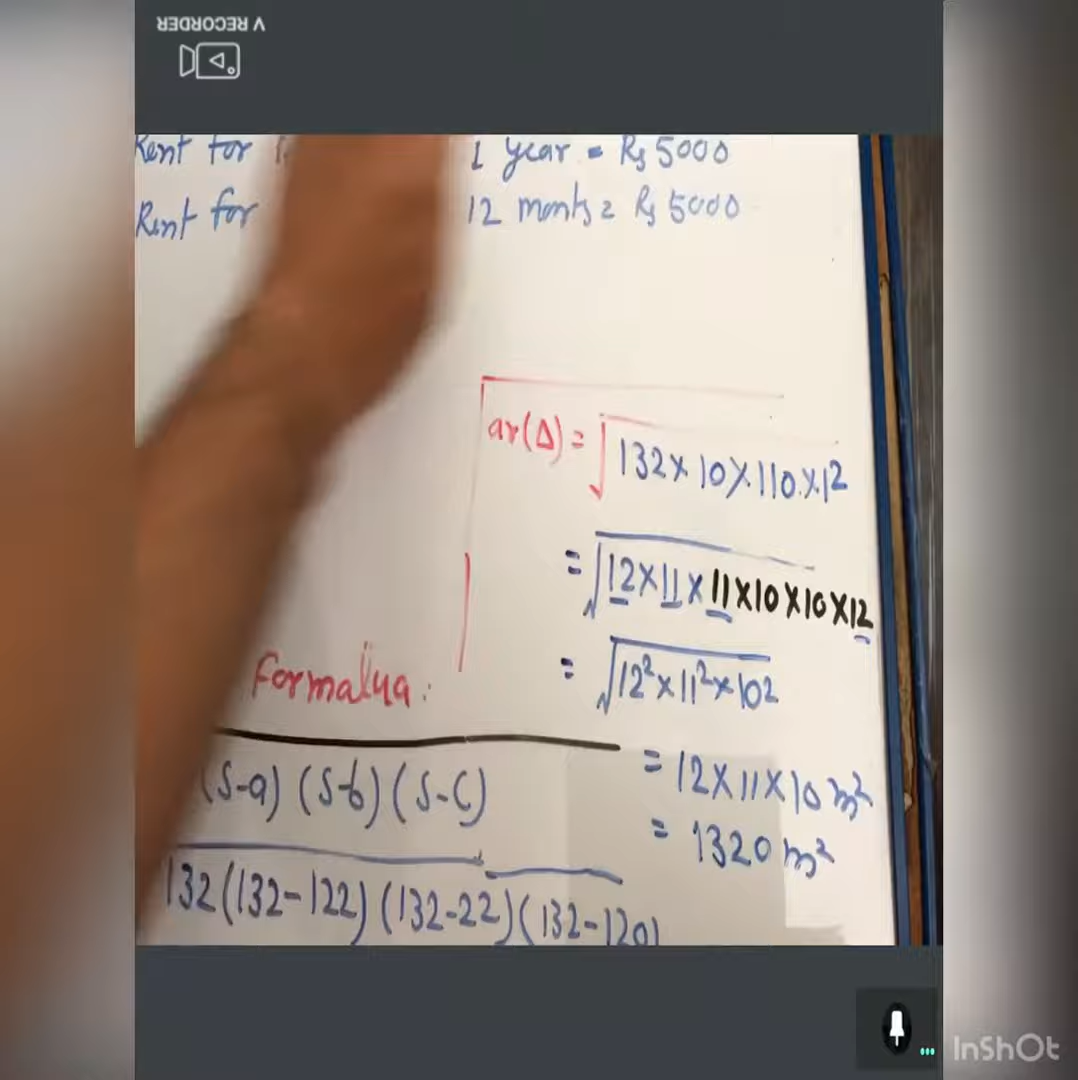 V RECORDER
Rent for 1 year = Rs 5000
Rent for 12 monts = Rs 5000
ar(Δ) = √132×10×110×12
= √12×11×11×10×10×12
= √12²×11²×10²
Formalua:
= 12×11×10 m²
(S-a) (S-b) (S-c)
= 1320 m²
132(132-122) (132-22) (132-120)
InShOt